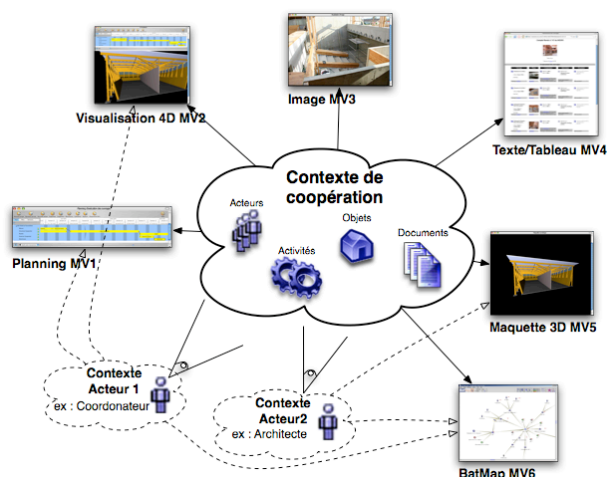 Visualisation 4D MV2
Image MV3
Texte/Tableau MV4
Contexte de
coopération
Acteurs
Objets
Activités
Documents
Planning MV1
Maquette 3D MV5
Contexte
Acteur 1
ex : Coordonateur
Contexte
Acteur2
ex : Architecte
BatMap MV6